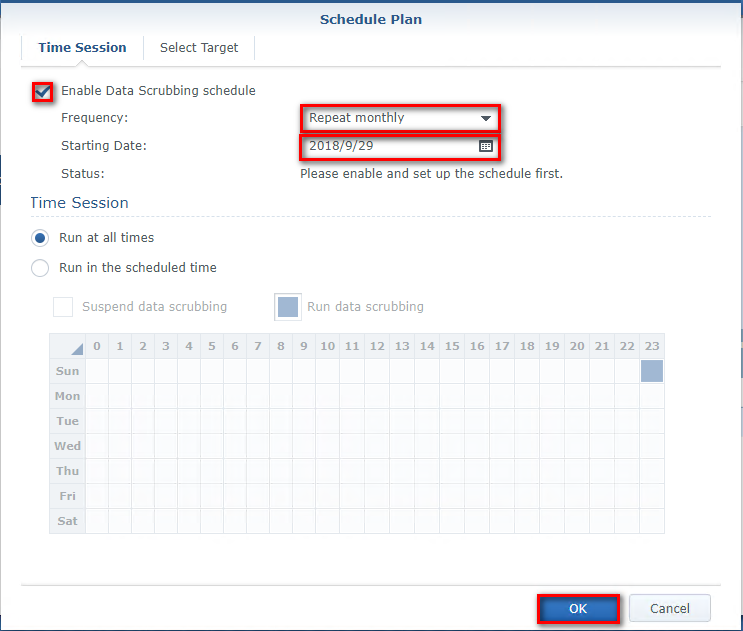 Schedule Plan
Time Session Select Target
Enable Data Scrubbing schedule
Frequency: Repeat monthly
Starting Date: 2018/9/29
Status: Please enable and set up the schedule first.
Time Session
Run at all times
Run in the scheduled time
Suspend data scrubbing Run data scrubbing
0 1 2 3 4 5 6 7 8 9 10 11 12 13 14 15 16 17 18 19 20 21 22 23
Sun
Mon
Tue
Wed
Thu
Fri
Sat
OK Cancel